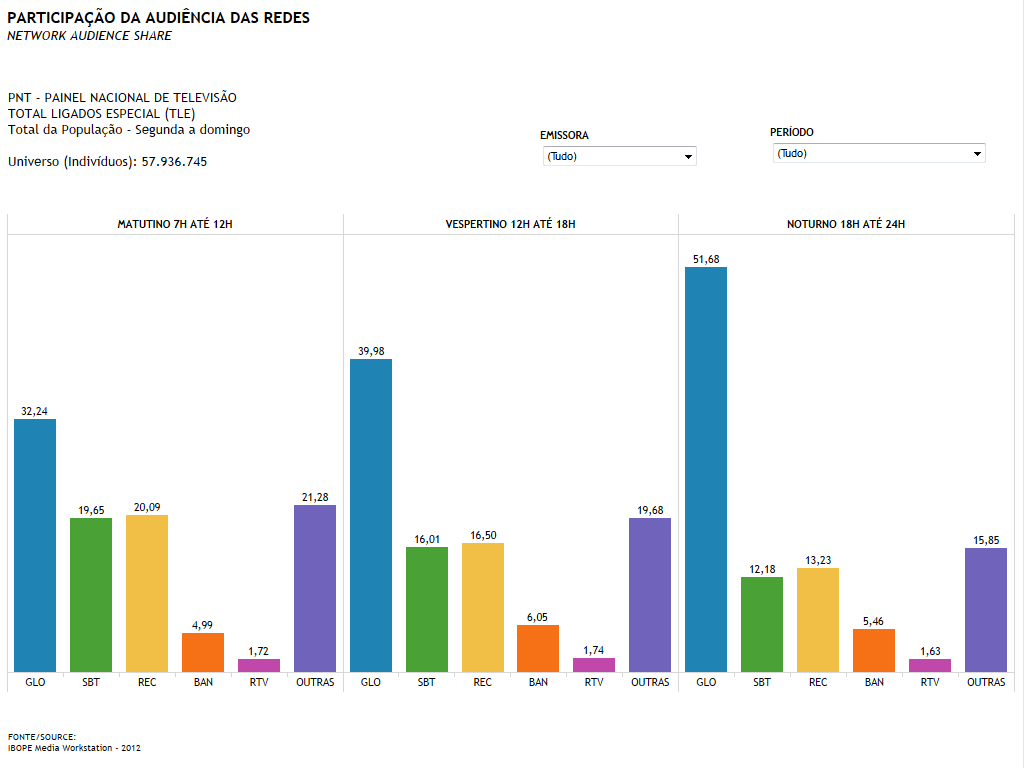 PARTICIPAÇÃO DA AUDIÊNCIA DAS REDES
NETWORK AUDIENCE SHARE
PNT - PAINEL NACIONAL DE TELEVISÃO
TOTAL LIGADOS ESPECIAL (TLE)
Total da População - Segunda a domingo
Universo (Indivíduos): 57.936.745
EMISSORA
(Tudo)
PERÍODO
(Tudo)
MATUTINO 7H ATÉ 12H
32,24
19,65
20,09
4,99
1,72
21,28
GLO SBT REC BAN RTV OUTRAS
VESPERTINO 12H ATÉ 18H
39,98
16,01
16,50
6,05
1,74
19,68
GLO SBT REC BAN RTV OUTRAS
NOTURNO 18H ATÉ 24H
51,68
12,18
13,23
5,46
1,63
15,85
GLO SBT REC BAN RTV OUTRAS
FONTE/SOURCE:
IBOPE Media Workstation - 2012